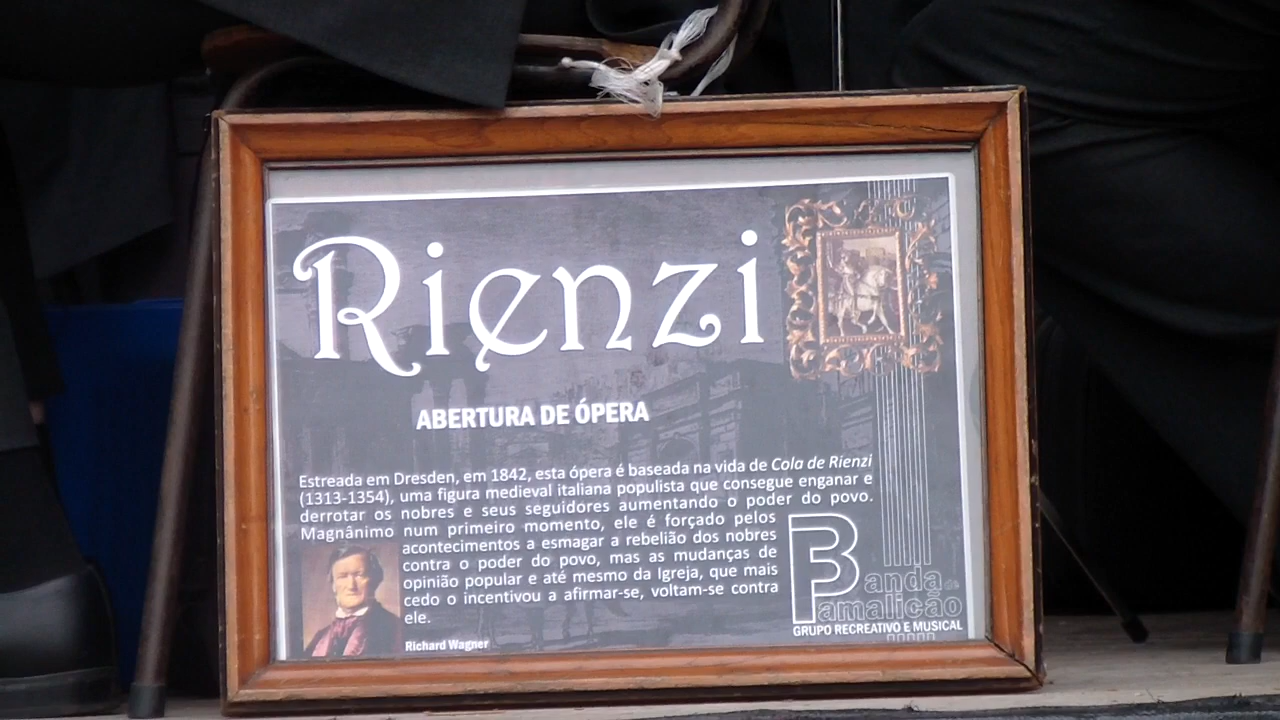 Rienzi
ABERTURA DE ÓPERA
Estreada em Dresden, em 1842, esta ópera é baseada na vida de Cola de Rienzi
(1313-1354), uma figura medieval italiana populista que consegue enganar e
derrotar os nobres e seus seguidores aumentando o poder do povo.
Magnânimo num primeiro momento, ele é forçado pelos
acontecimentos a esmagar a rebelião dos nobres
contra o poder do povo, mas as mudanças de
opinião popular e até mesmo da Igreja, que mais
cedo o incentivou a afirmar-se, voltam-se contra
ele.
Richard Wagner
Banda de
Famalicão
GRUPO RECREATIVO E MUSICAL